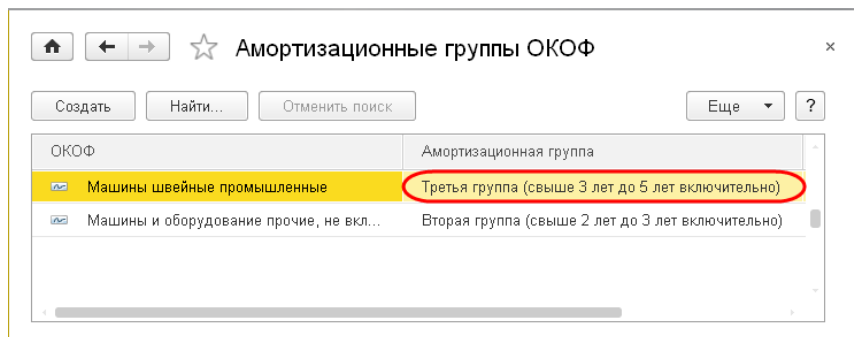 Амортизационные группы ОКОФ
Создать Найти... Отменить поиск Еще ?
ОКОФ Амортизационная группа
Машины швейные промышленные Третья группа (свыше 3 лет до 5 лет включительно)
Машины и оборудование прочие, не вкл... Вторая группа (свыше 2 лет до 3 лет включительно)